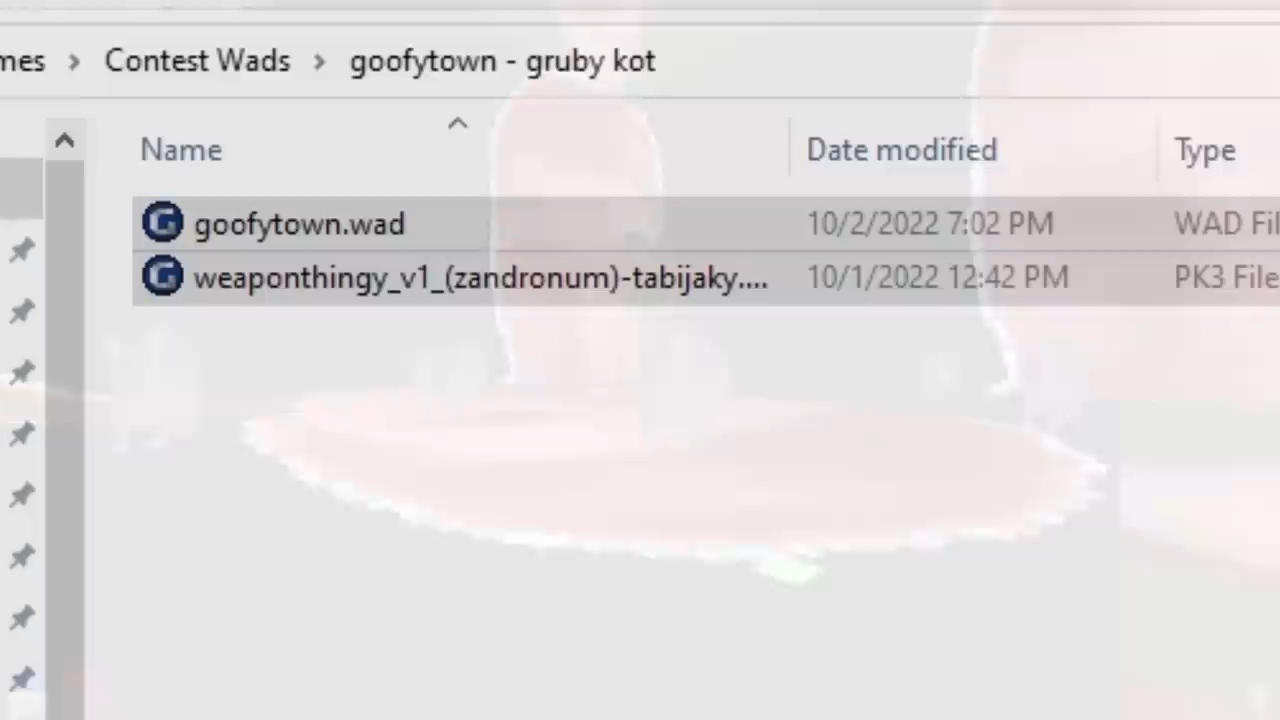 mes > Contest Wads > goofytown - gruby kot
Name Date modified Type
goofytown.wad 10/2/2022 7:02 PM WAD Fil
weaponthingy_v1_(zandronum)-tabijaky.... 10/1/2022 12:42 PM PK3 File